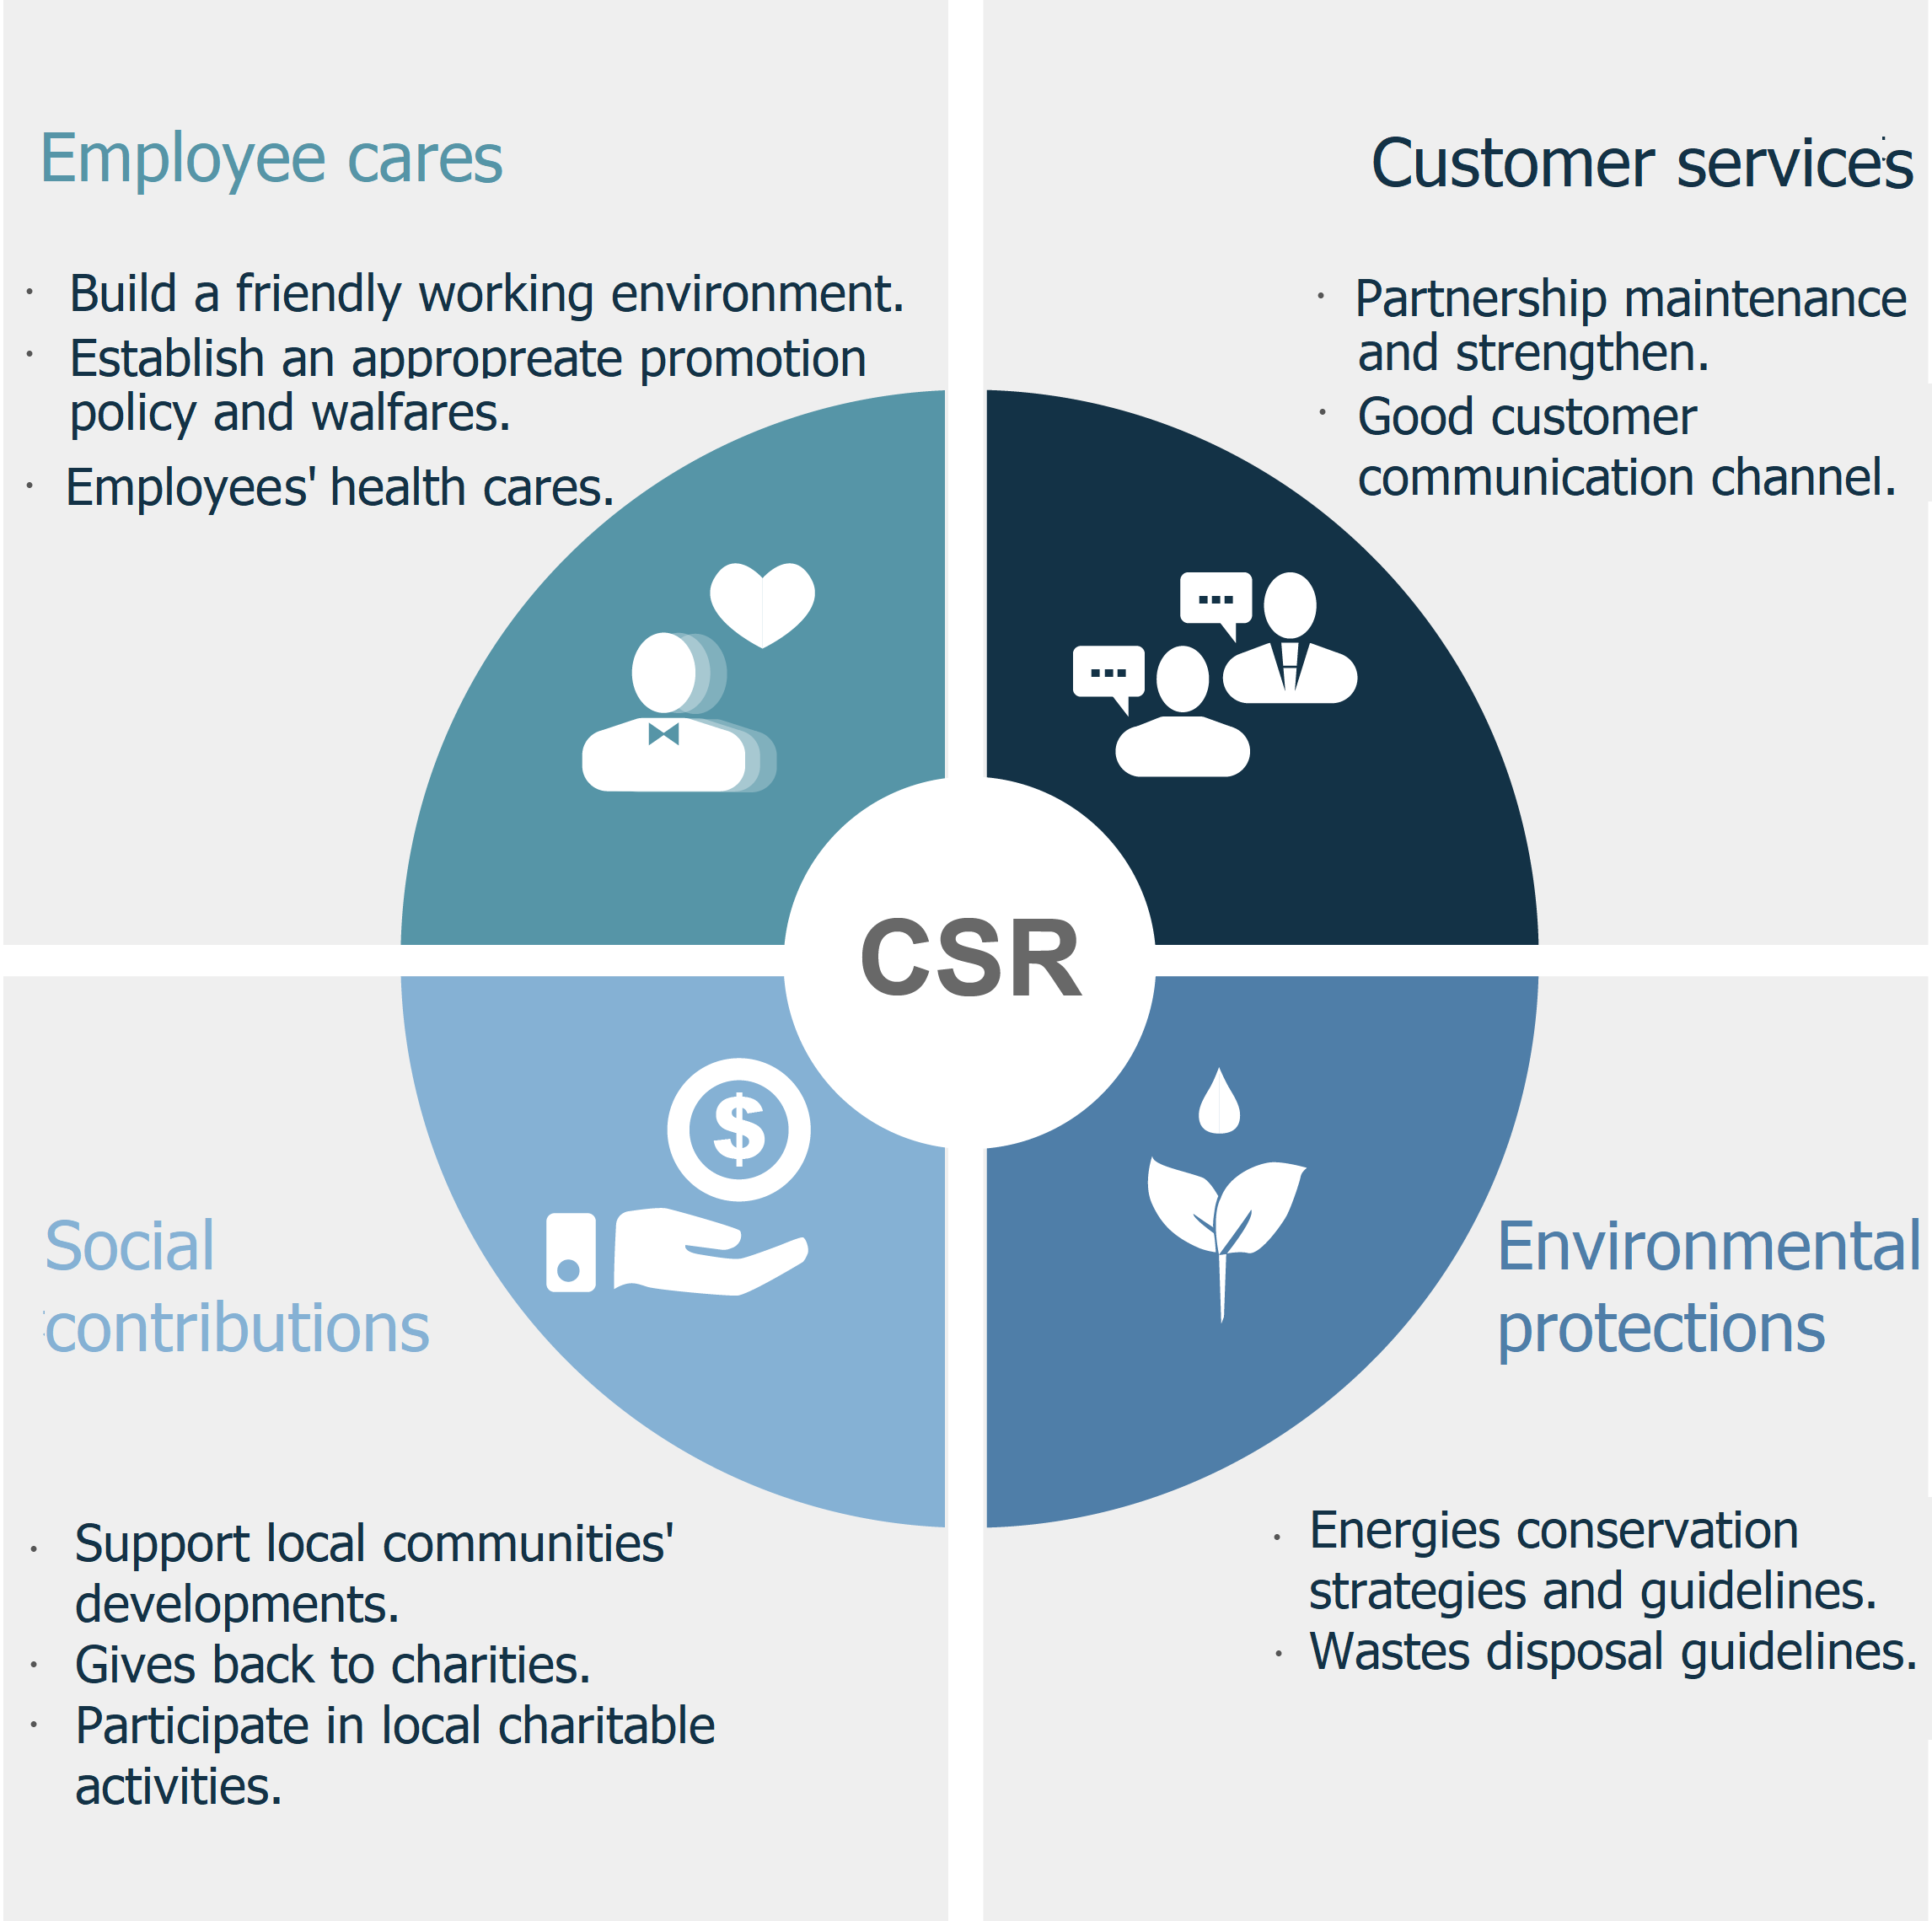 Employee cares
· Build a friendly working environment.
· Establish an appropreate promotion
policy and walfares.
· Employees' health cares.
Customer services
· Partnership maintenance
and strengthen.
· Good customer
communication channel.
CSR
$
Social
contributions
· Support local communities'
developments.
· Gives back to charities.
· Participate in local charitable
activities.
Environmental
protections
· Energies conservation
strategies and guidelines.
· Wastes disposal guidelines.